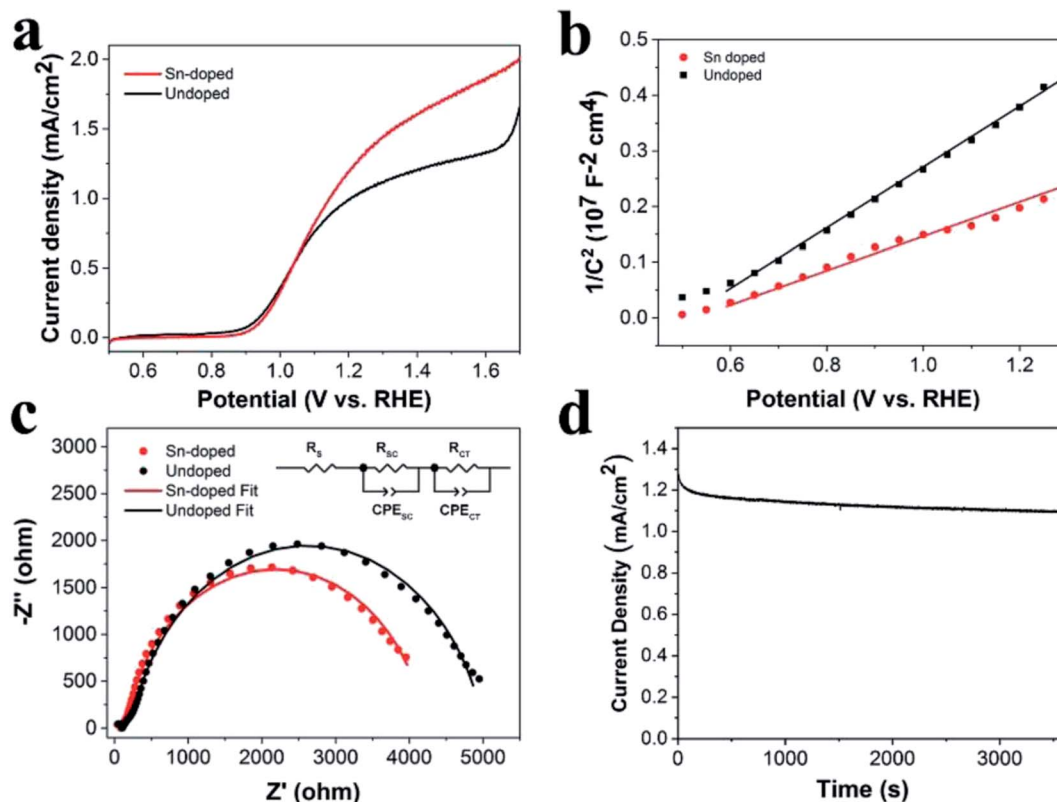 a
Current density (mA/cm²)
2.0
1.5
1.0
0.5
0.0
Sn-doped
Undoped
0.6 0.8 1.0 1.2 1.4 1.6
Potential (V vs. RHE)
b
1/C² (10⁷ F⁻² cm⁴)
0.5
0.4
0.3
0.2
0.1
0.0
Sn doped
Undoped
0.6 0.8 1.0 1.2
Potential (V vs. RHE)
c
-Z'' (ohm)
3000
2500
2000
1500
1000
500
0
Sn-doped
Undoped
Sn-doped Fit
Undoped Fit
R_S R_SC R_CT
CPE_SC CPE_CT
0 1000 2000 3000 4000 5000
Z' (ohm)
d
Current Density (mA/cm²)
1.4
1.2
1.0
0.8
0.6
0.4
0.2
0.0
0 1000 2000 3000
Time (s)